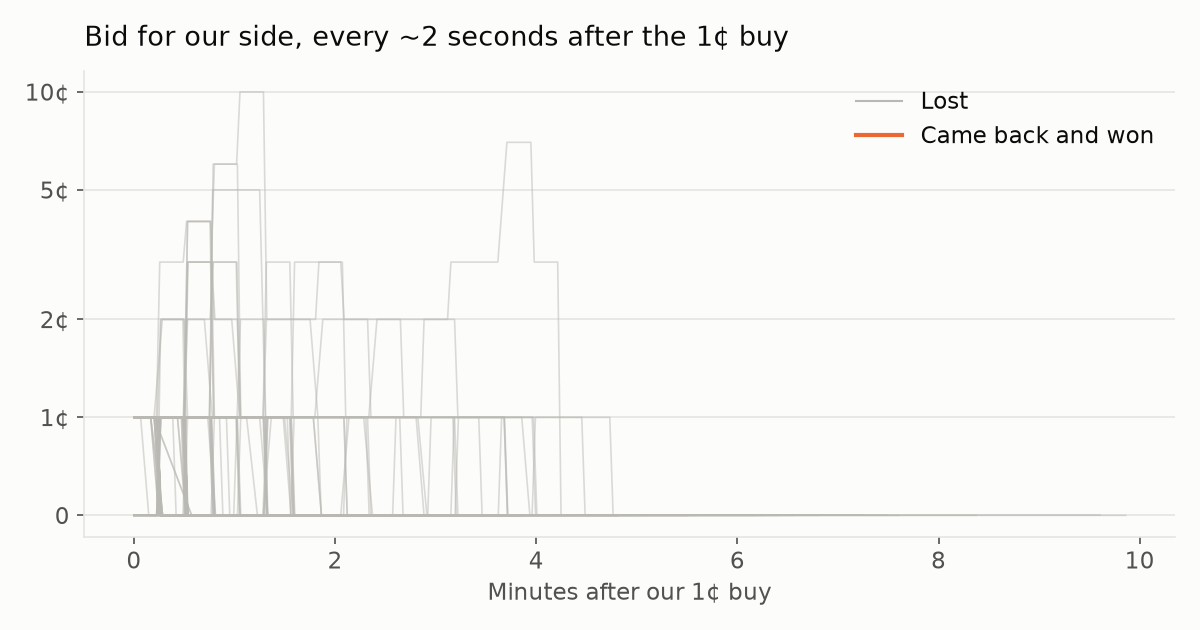 Bid for our side, every ~2 seconds after the 1¢ buy
10¢
5¢
2¢
1¢
0
Lost
Came back and won
0 2 4 6 8 10
Minutes after our 1¢ buy